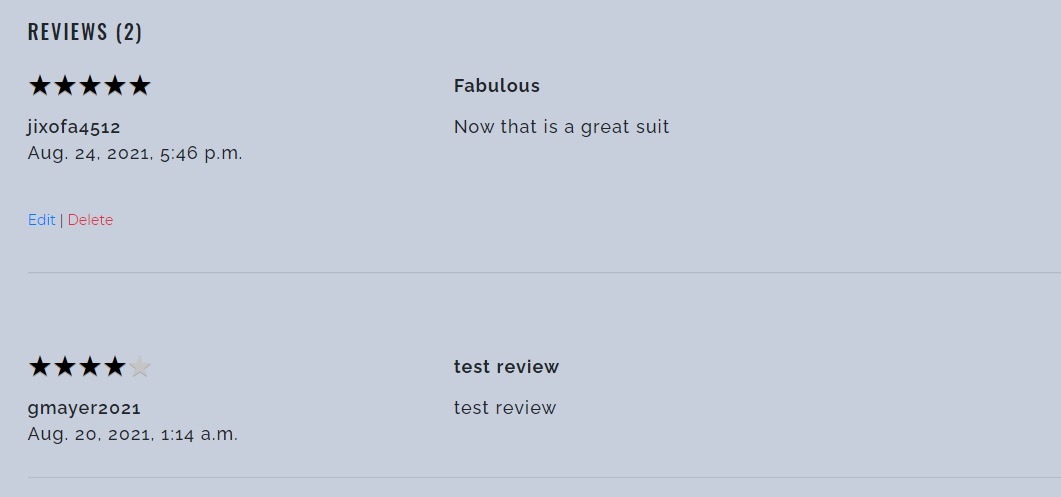 REVIEWS (2)
★★★★★
Fabulous
jixofa4512
Now that is a great suit
Aug. 24, 2021, 5:46 p.m.
Edit | Delete
★★★★★
test review
gmayer2021
test review
Aug. 20, 2021, 1:14 a.m.